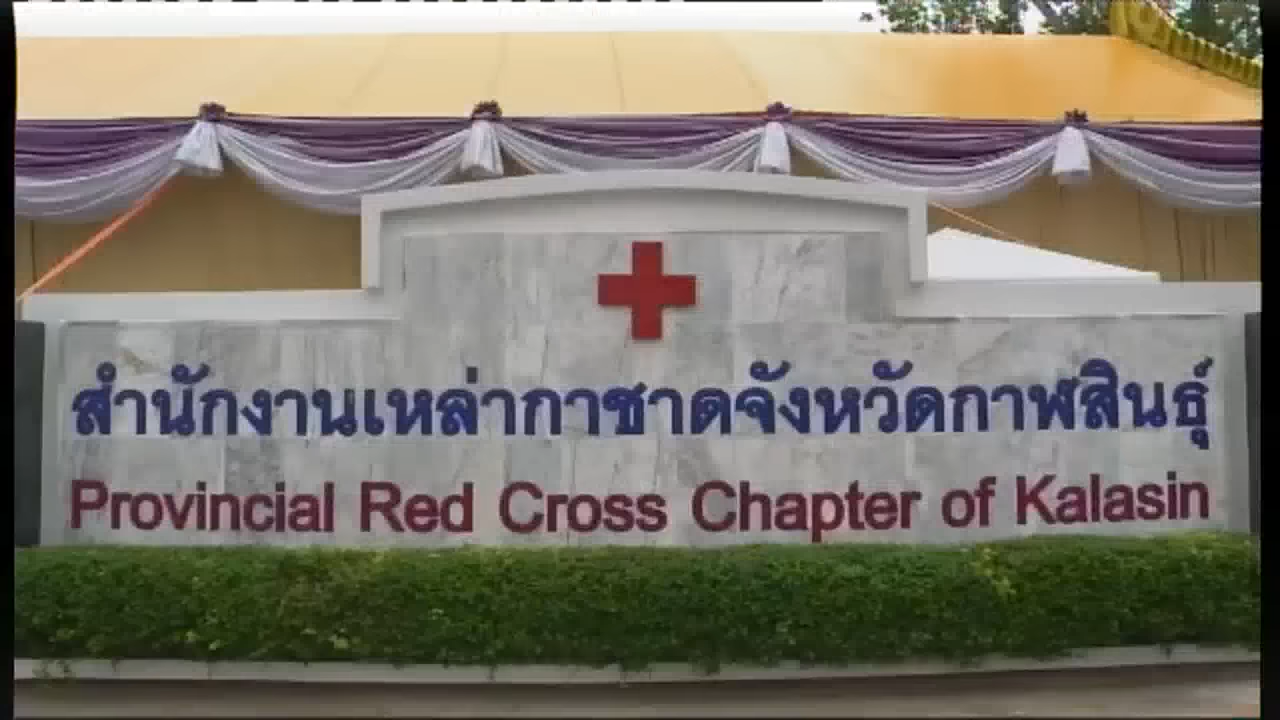 สำนักงานเหล่ากาชาดจังหวัดกาฬสินธุ์
Provincial Red Cross Chapter of Kalasin